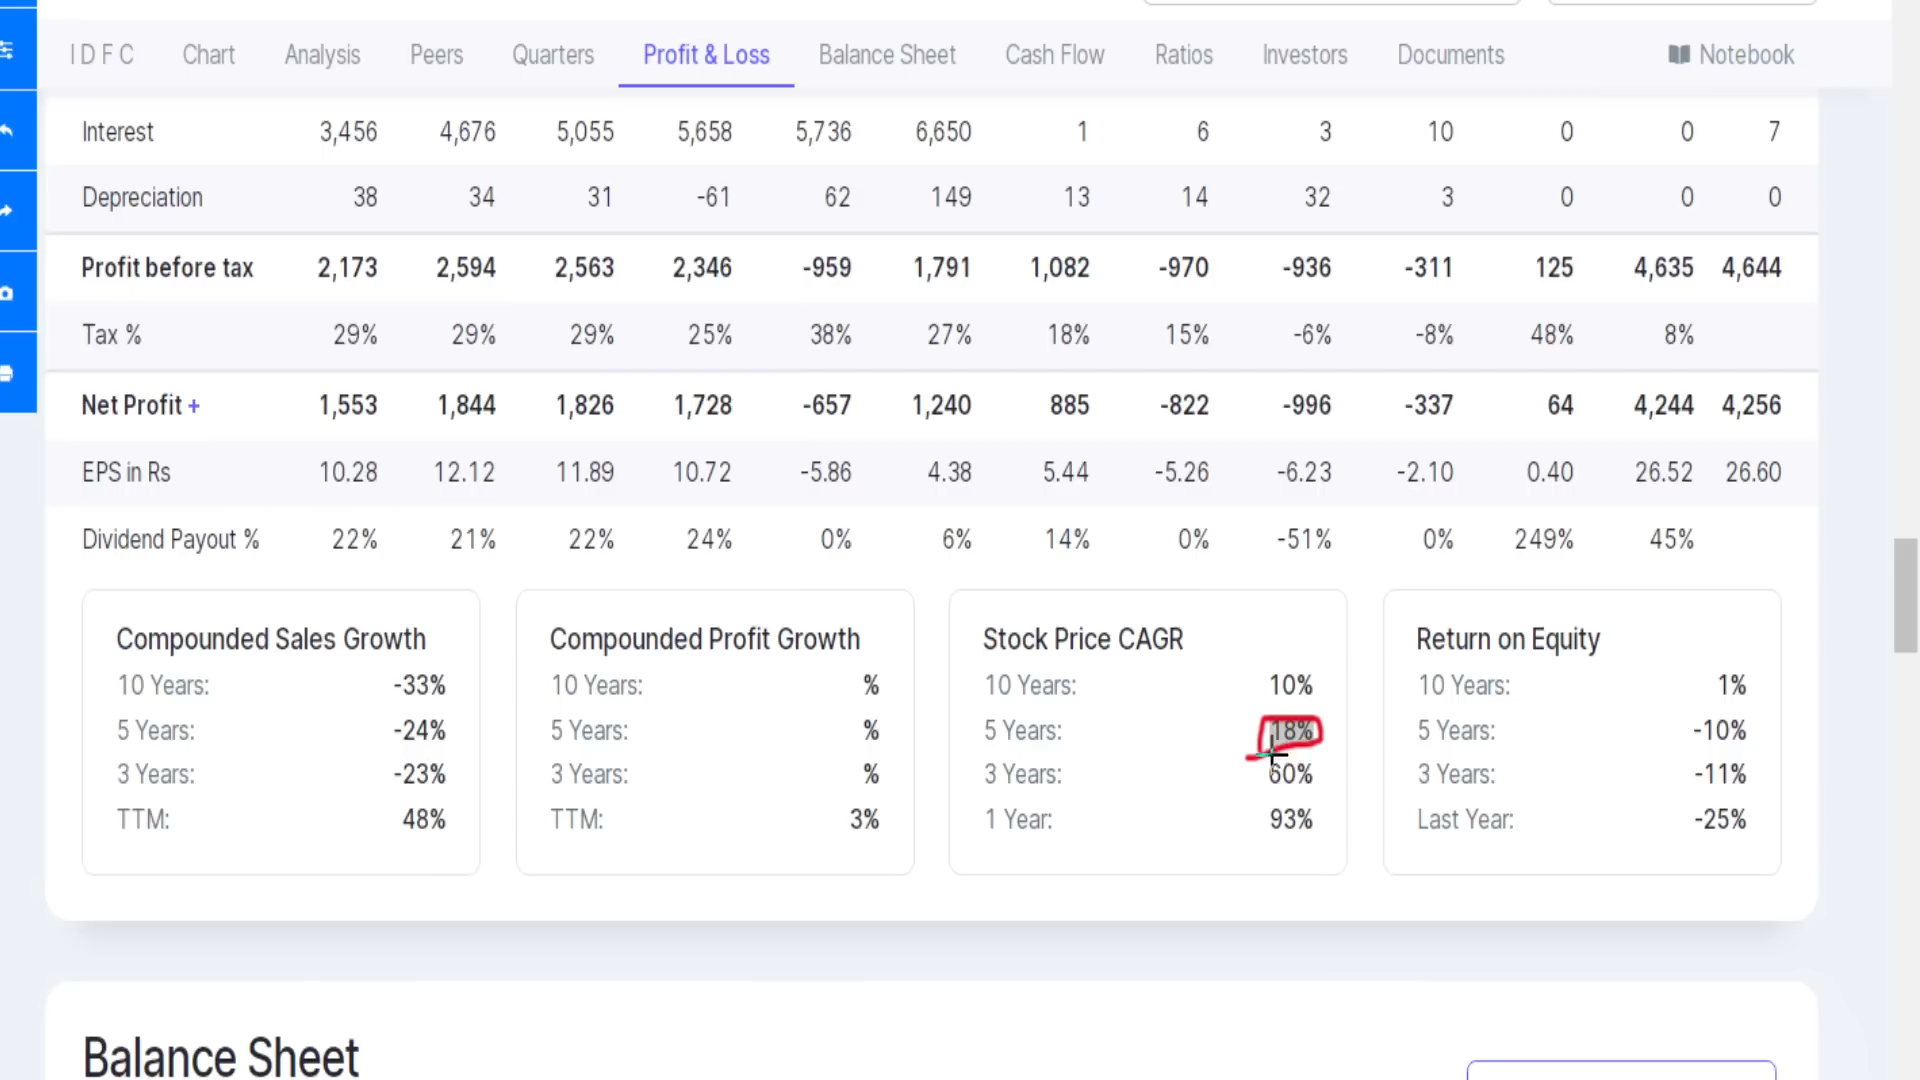 I D F C Chart Analysis Peers Quarters Profit & Loss Balance Sheet Cash Flow Ratios Investors Documents Notebook
Interest 3,456 4,676 5,055 5,658 5,736 6,650 1 6 3 10 0 0 7
Depreciation 38 34 31 -61 62 149 13 14 32 3 0 0 0
Profit before tax 2,173 2,594 2,563 2,346 -959 1,791 1,082 -970 -936 -311 125 4,635 4,644
Tax % 29% 29% 29% 25% 38% 27% 18% 15% -6% -8% 48% 8%
Net Profit + 1,553 1,844 1,826 1,728 -657 1,240 885 -822 -996 -337 64 4,244 4,256
EPS in Rs 10.28 12.12 11.89 10.72 -5.86 4.38 5.44 -5.26 -6.23 -2.10 0.40 26.52 26.60
Dividend Payout % 22% 21% 22% 24% 0% 6% 14% 0% -51% 0% 249% 45%
Compounded Sales Growth
10 Years: -33%
5 Years: -24%
3 Years: -23%
TTM: 48%
Compounded Profit Growth
10 Years: %
5 Years: %
3 Years: %
TTM: 3%
Stock Price CAGR
10 Years: 10%
5 Years: 18%
3 Years: 60%
1 Year: 93%
Return on Equity
10 Years: 1%
5 Years: -10%
3 Years: -11%
Last Year: -25%
Balance Sheet